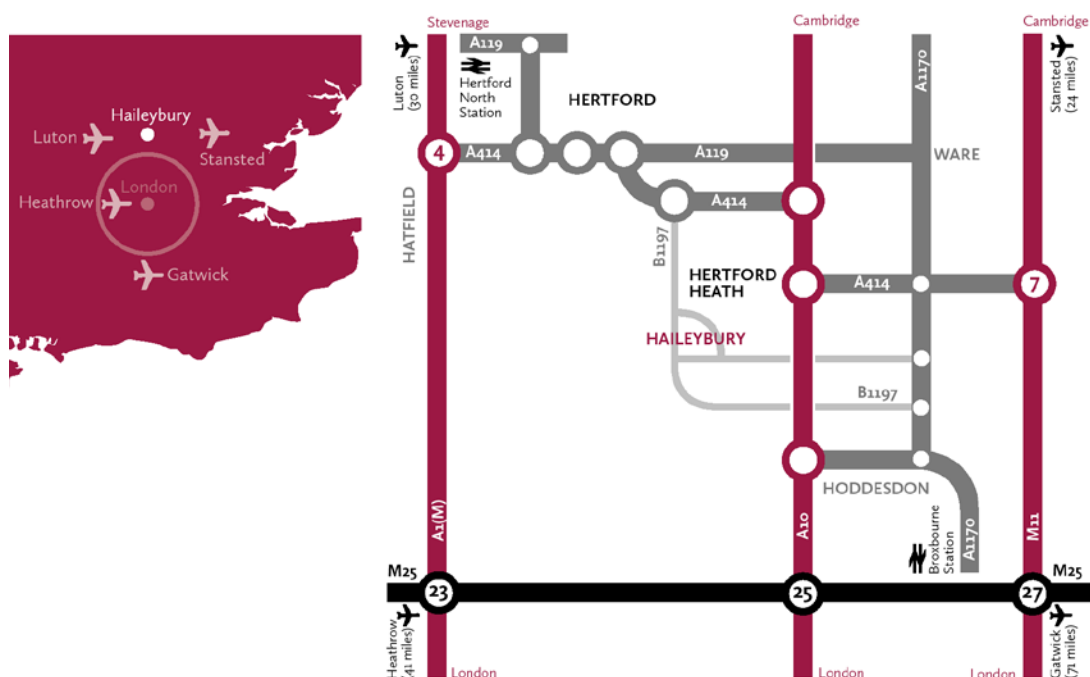 Haileybury
Luton
Stansted
London
Heathrow
Gatwick
Stevenage
Cambridge
Cambridge
Luton
(30 miles)
A119
Hertford
North
Station
HERTFORD
A1170
Stansted
(24 miles)
4
A414
A119
WARE
HATFIELD
B1197
A414
HERTFORD
HEATH
A414
7
HAILEYBURY
B1197
HODDESDON
A1(M)
A10
Broxbourne
Station
A1170
M11
M25
23
25
27
M25
Heathrow
(41 miles)
London
London
London
Gatwick
(71 miles)